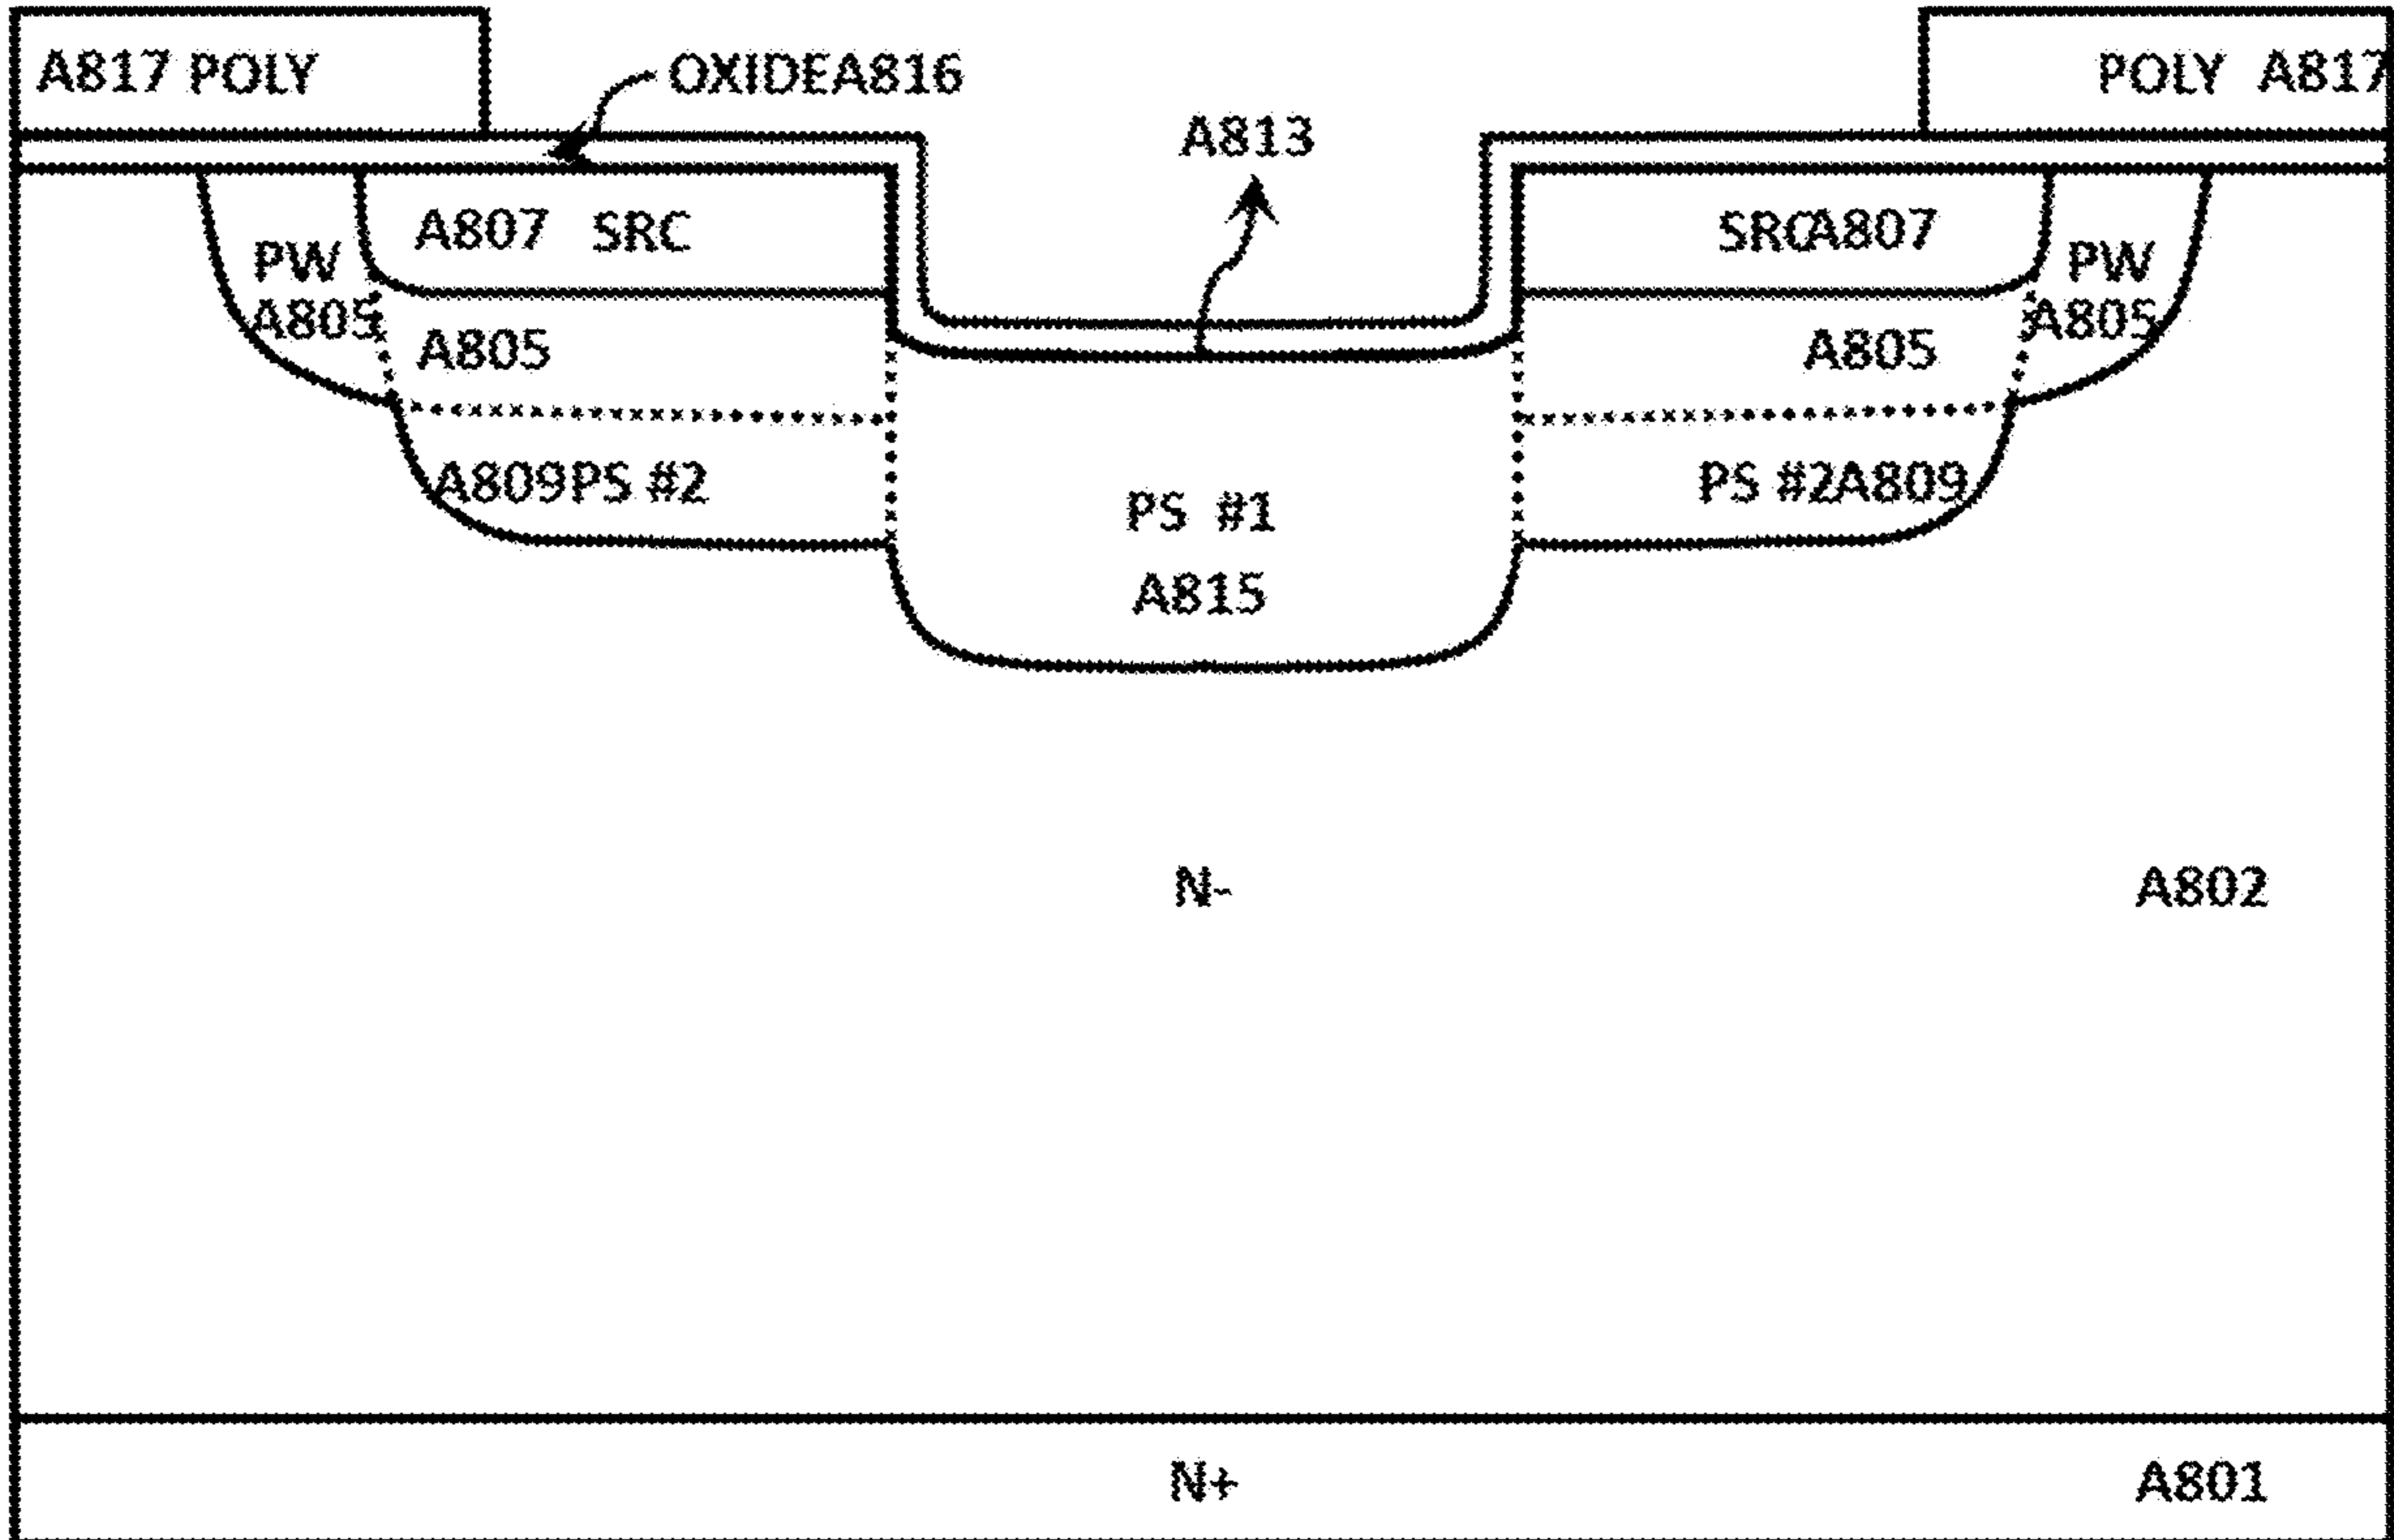 A817 POLY
OXIDEA816
POLY A817
A813
A807 SRC
SRCA807
PW
A805
PW
A805
A805
A805
A809PS #2
PS #2A809
PS #1
A815
N-
A802
N+
A801